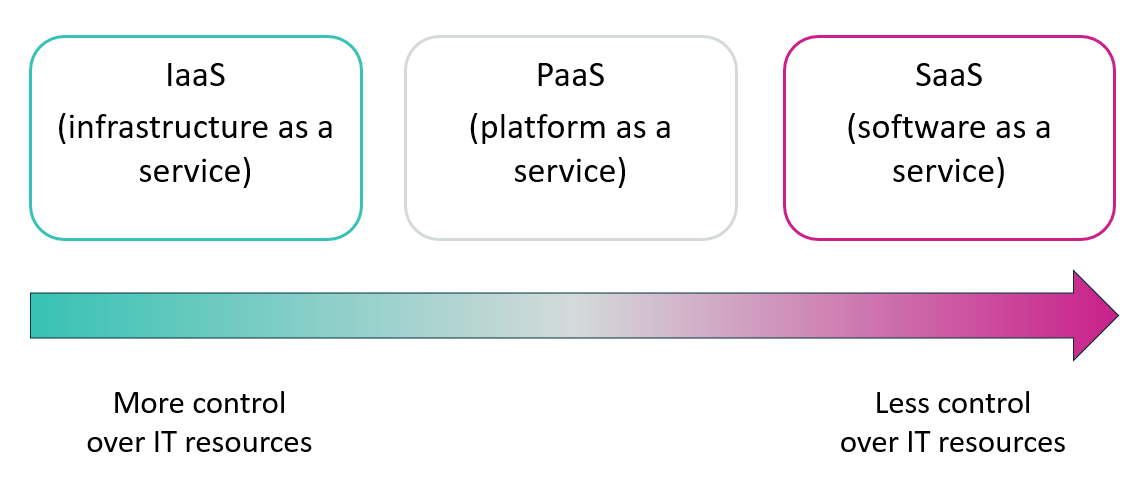 IaaS
(infrastructure as a
service)
PaaS
(platform as a
service)
SaaS
(software as a
service)
More control
over IT resources
Less control
over IT resources